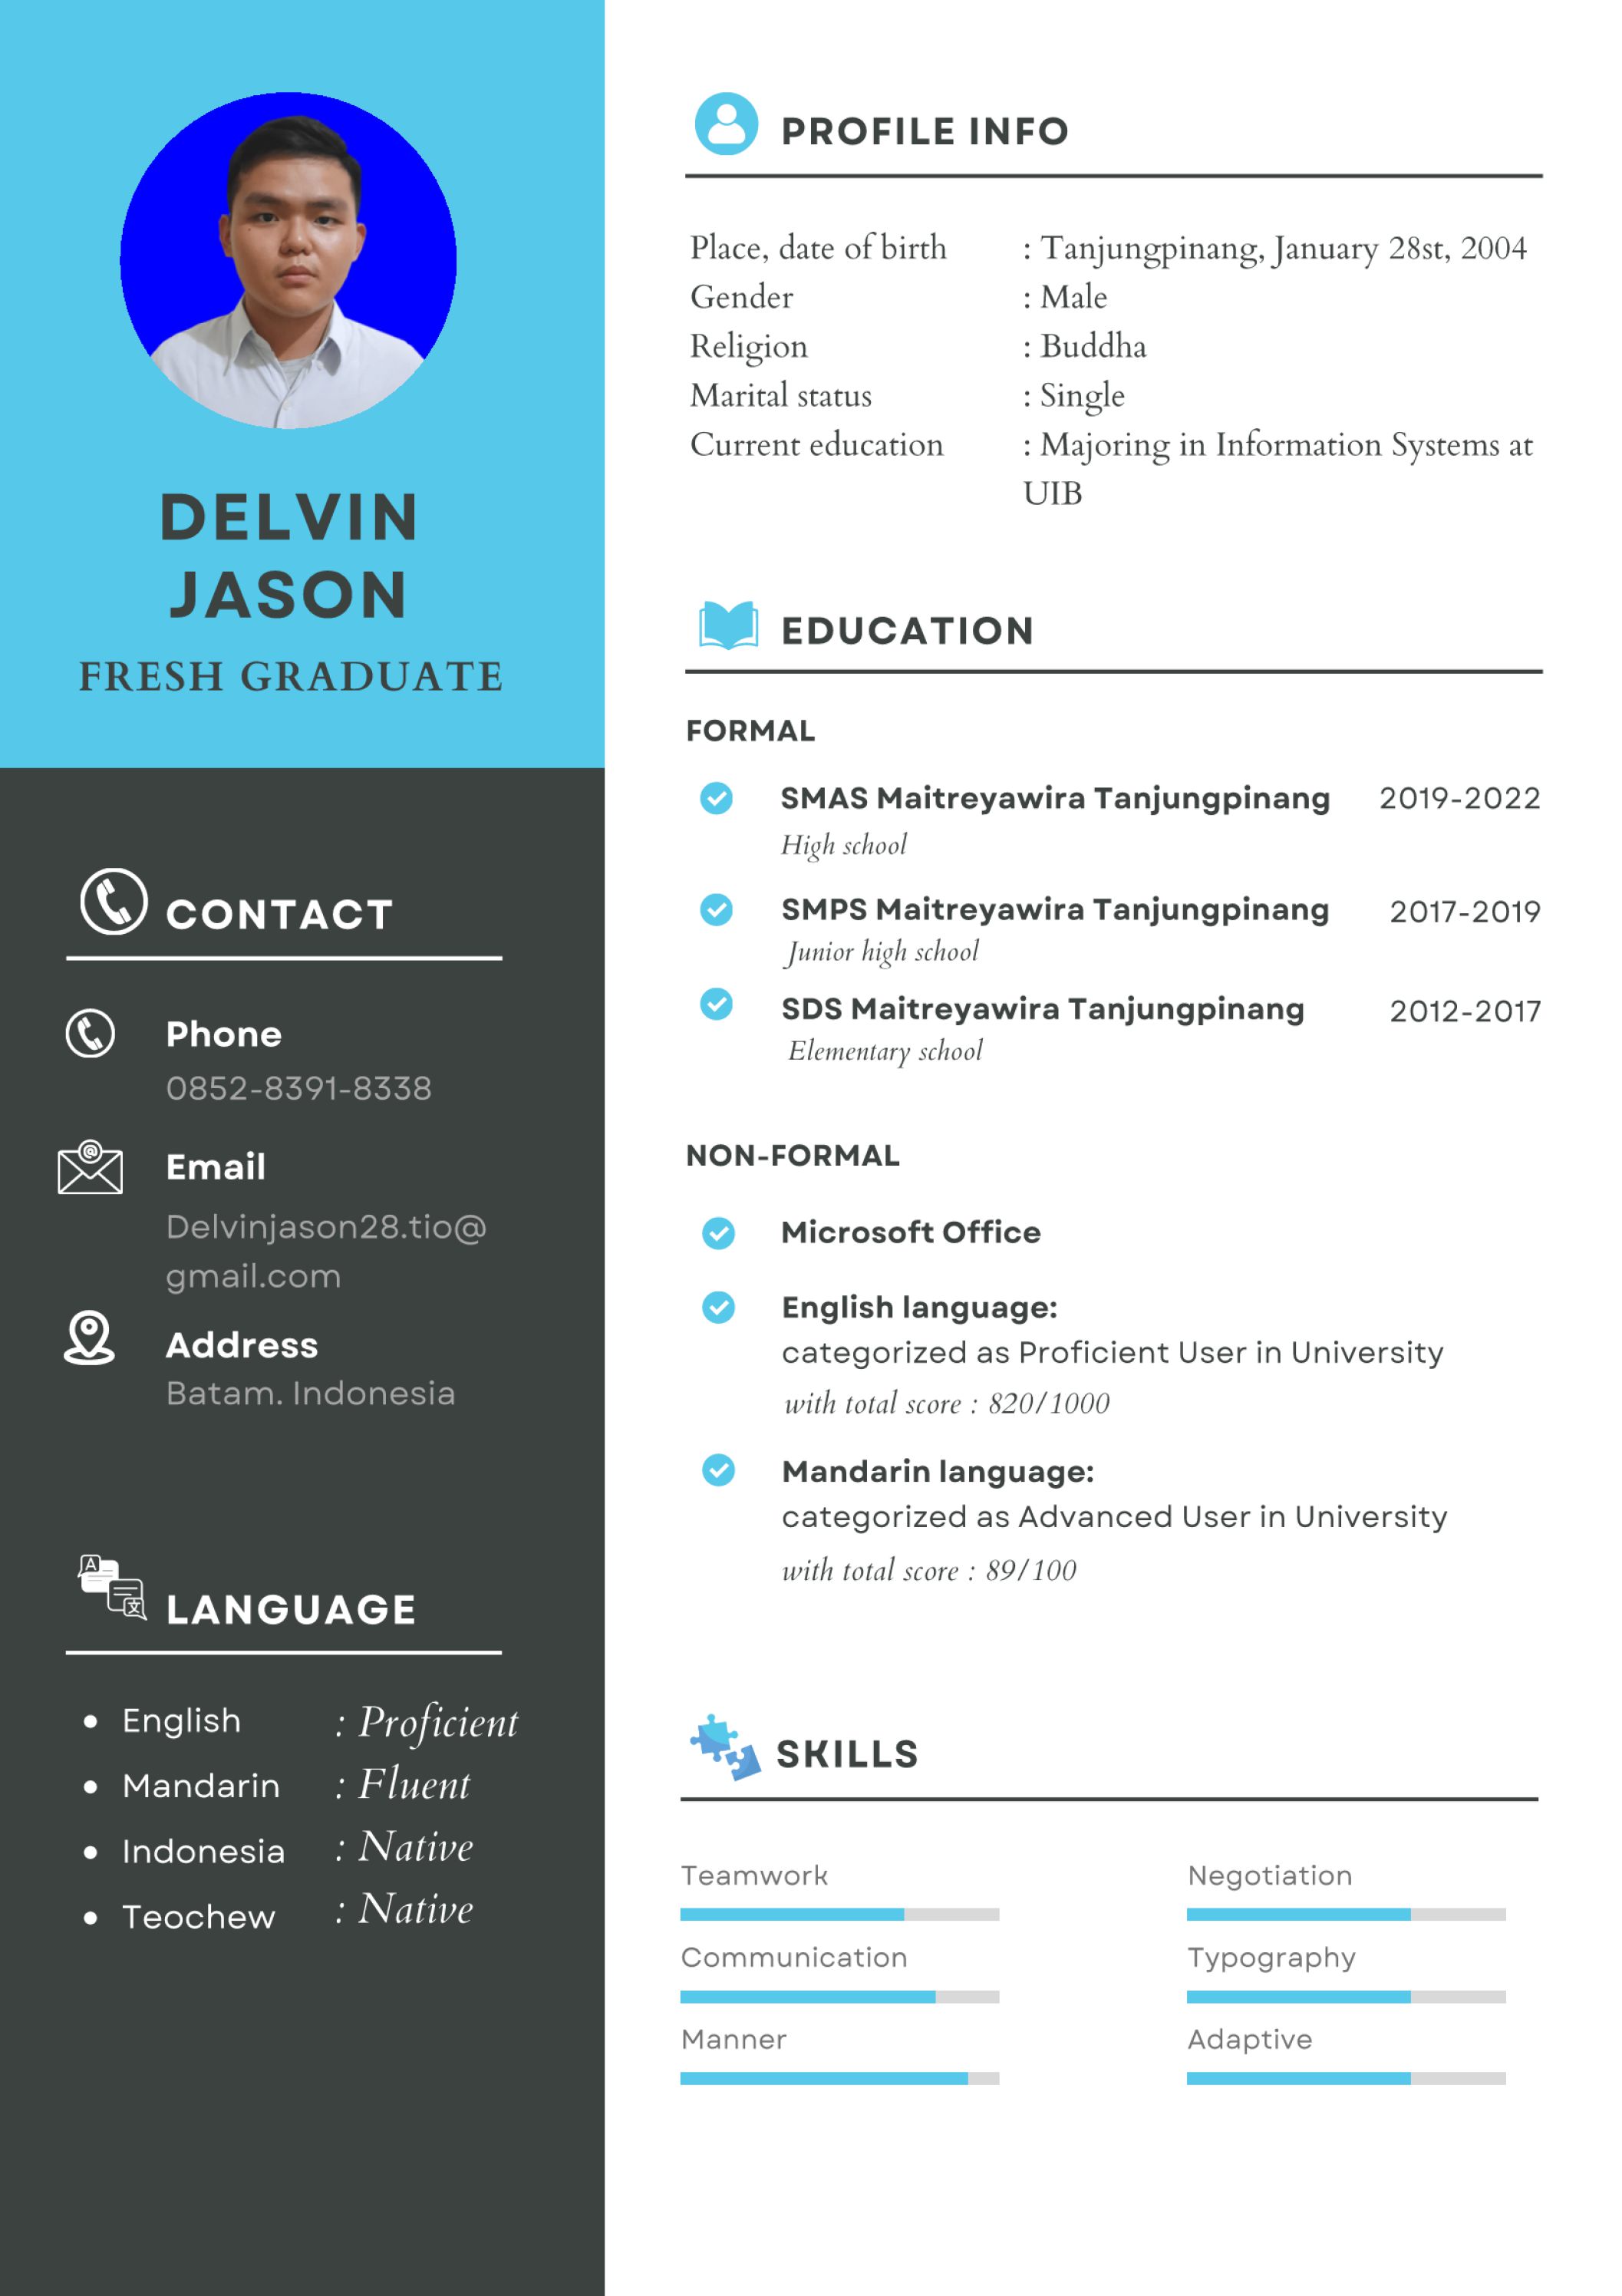 DELVIN
JASON
FRESH GRADUATE
CONTACT
Phone
0852-8391-8338
Email
Delvinjason28.tio@
gmail.com
Address
Batam. Indonesia
LANGUAGE
• English : Proficient
• Mandarin : Fluent
• Indonesia : Native
• Teochew : Native
PROFILE INFO
Place, date of birth : Tanjungpinang, January 28st, 2004
Gender : Male
Religion : Buddha
Marital status : Single
Current education : Majoring in Information Systems at
UIB
EDUCATION
FORMAL
SMAS Maitreyawira Tanjungpinang 2019-2022
High school
SMPS Maitreyawira Tanjungpinang 2017-2019
Junior high school
SDS Maitreyawira Tanjungpinang 2012-2017
Elementary school
NON-FORMAL
Microsoft Office
English language:
categorized as Proficient User in University
with total score : 820/1000
Mandarin language:
categorized as Advanced User in University
with total score : 89/100
SKILLS
Teamwork Negotiation
Communication Typography
Manner Adaptive